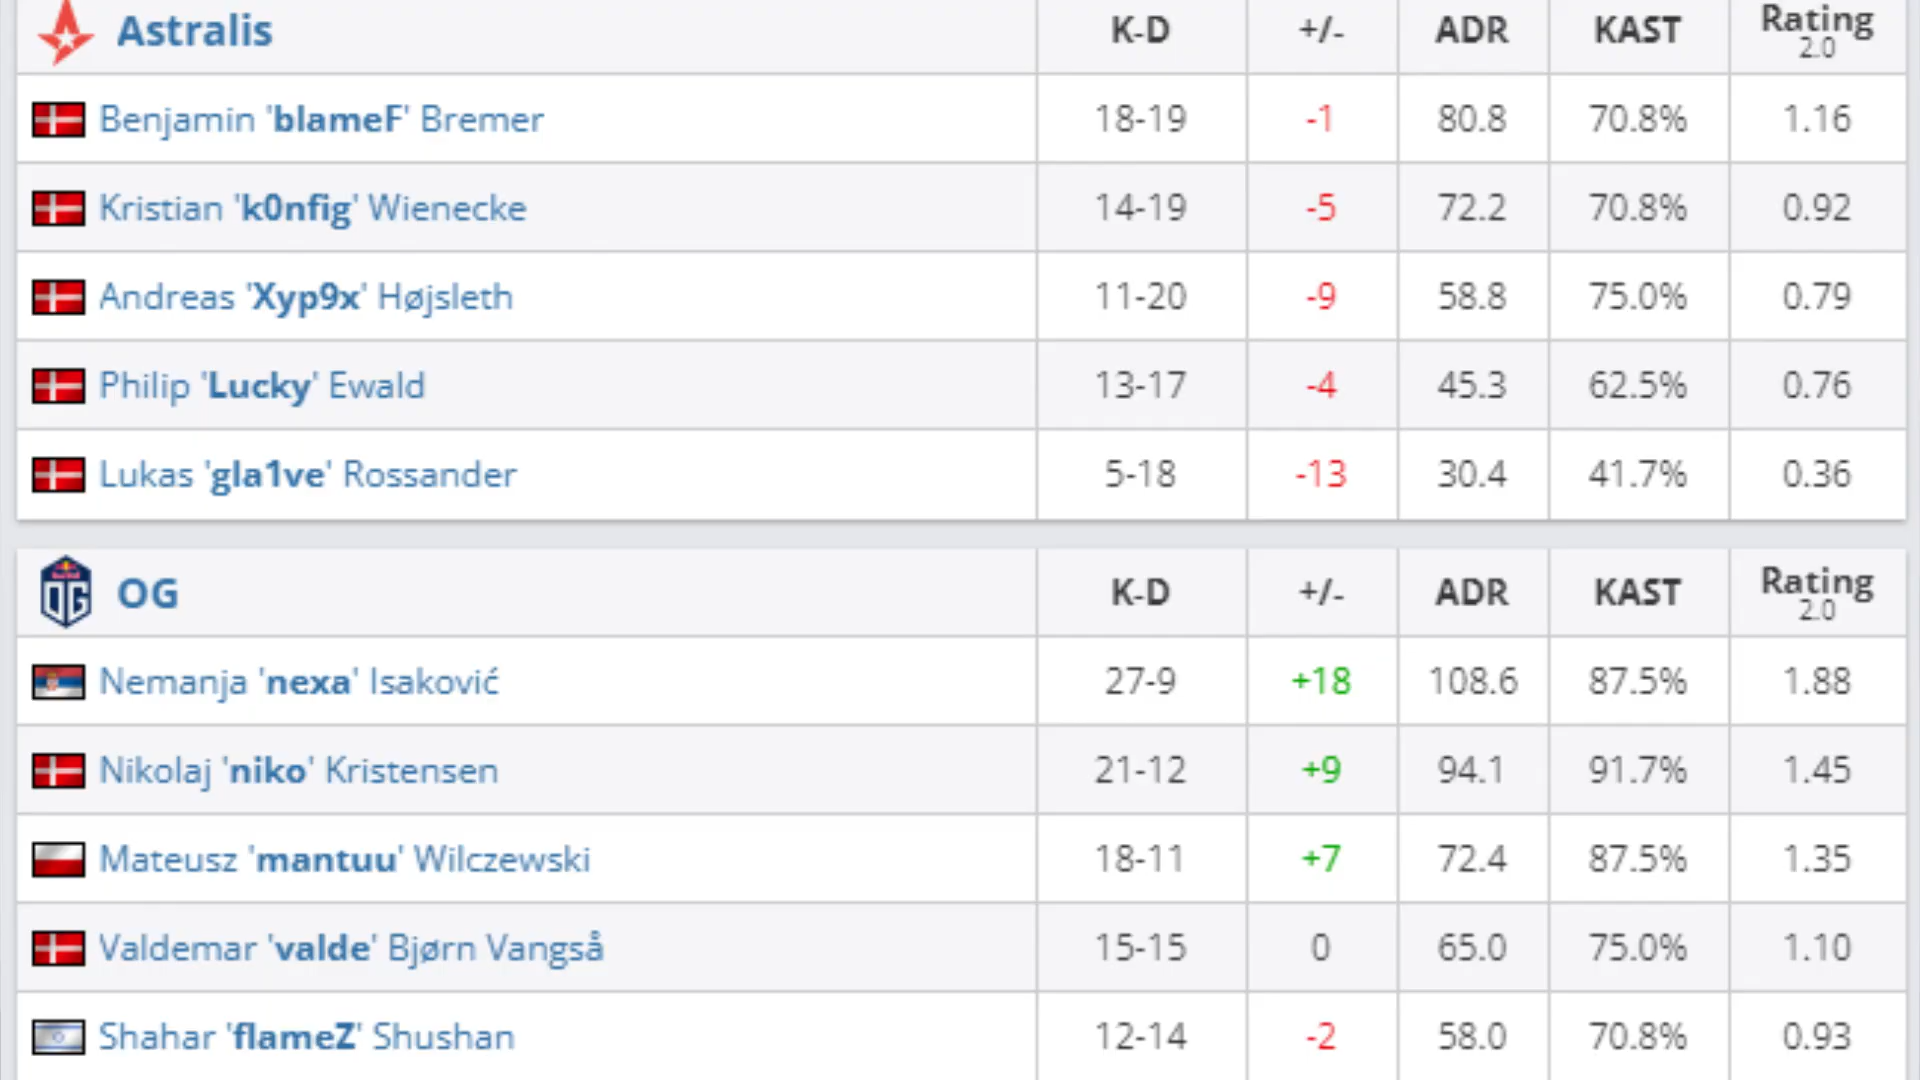 Astralis K-D +/- ADR KAST Rating 2.0
Benjamin 'blameF' Bremer 18-19 -1 80.8 70.8% 1.16
Kristian 'k0nfig' Wienecke 14-19 -5 72.2 70.8% 0.92
Andreas 'Xyp9x' Højsleth 11-20 -9 58.8 75.0% 0.79
Philip 'Lucky' Ewald 13-17 -4 45.3 62.5% 0.76
Lukas 'gla1ve' Rossander 5-18 -13 30.4 41.7% 0.36
OG OG K-D +/- ADR KAST Rating 2.0
Nemanja 'nexa' Isaković 27-9 +18 108.6 87.5% 1.88
Nikolaj 'niko' Kristensen 21-12 +9 94.1 91.7% 1.45
Mateusz 'mantuu' Wilczewski 18-11 +7 72.4 87.5% 1.35
Valdemar 'valde' Bjørn Vangså 15-15 0 65.0 75.0% 1.10
Shahar 'flameZ' Shushan 12-14 -2 58.0 70.8% 0.93